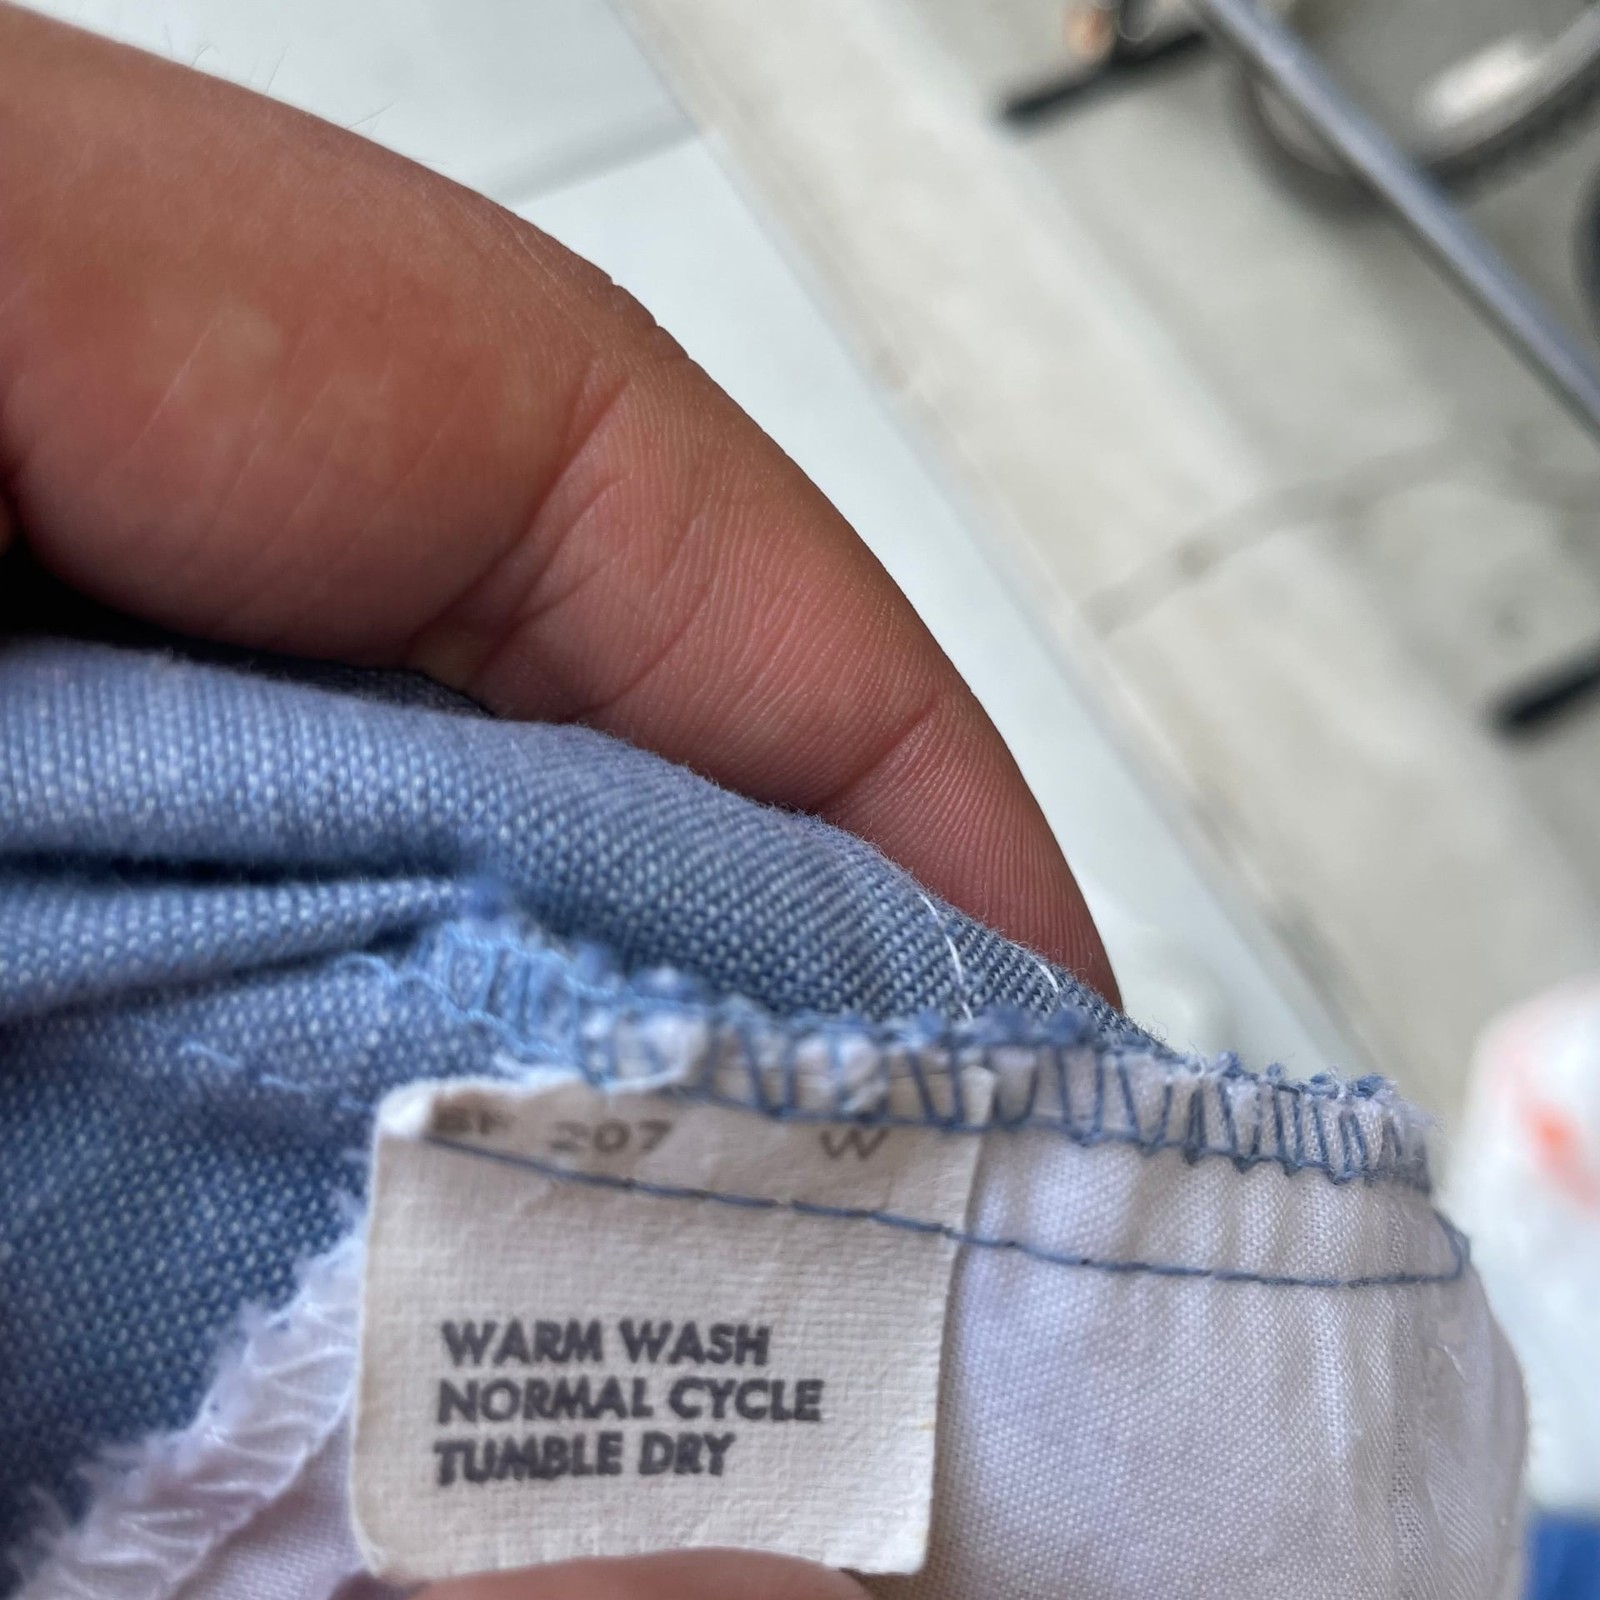 207 W
WARM WASH
NORMAL CYCLE
TUMBLE DRY